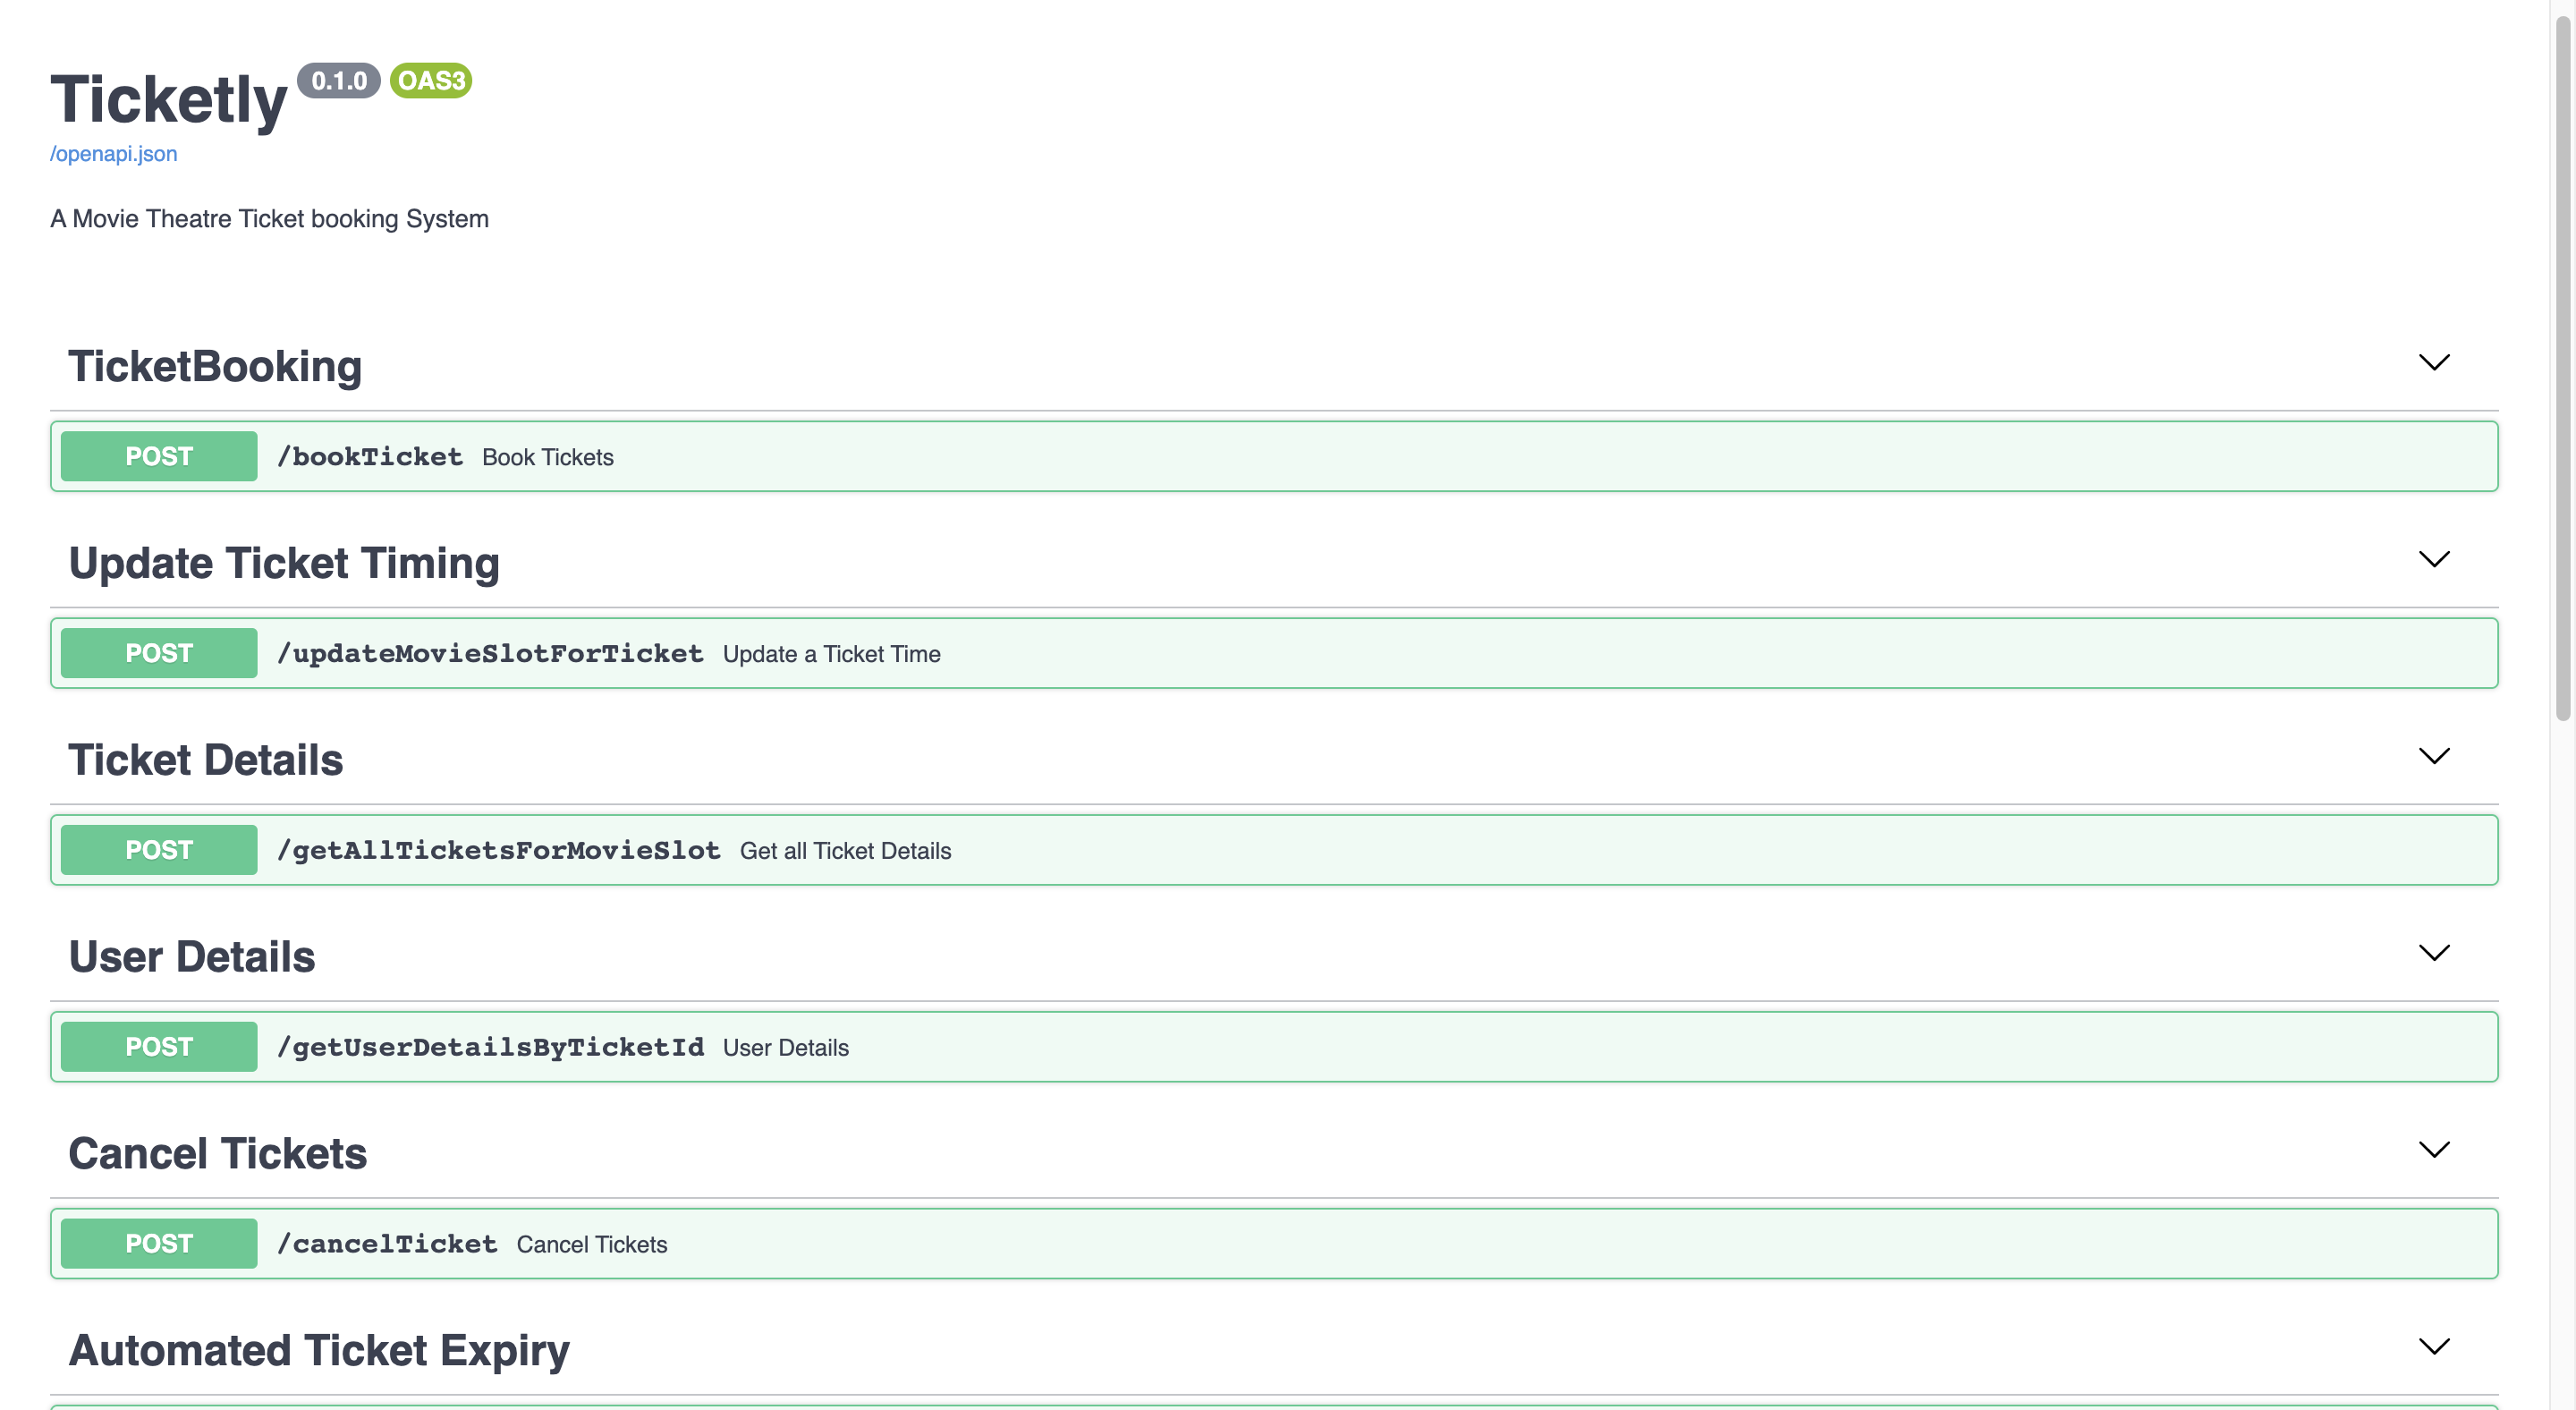 Ticketly 0.1.0 OAS3
/openapi.json
A Movie Theatre Ticket booking System
TicketBooking
POST /bookTicket Book Tickets
Update Ticket Timing
POST /updateMovieSlotForTicket Update a Ticket Time
Ticket Details
POST /getAllTicketsForMovieSlot Get all Ticket Details
User Details
POST /getUserDetailsByTicketId User Details
Cancel Tickets
POST /cancelTicket Cancel Tickets
Automated Ticket Expiry